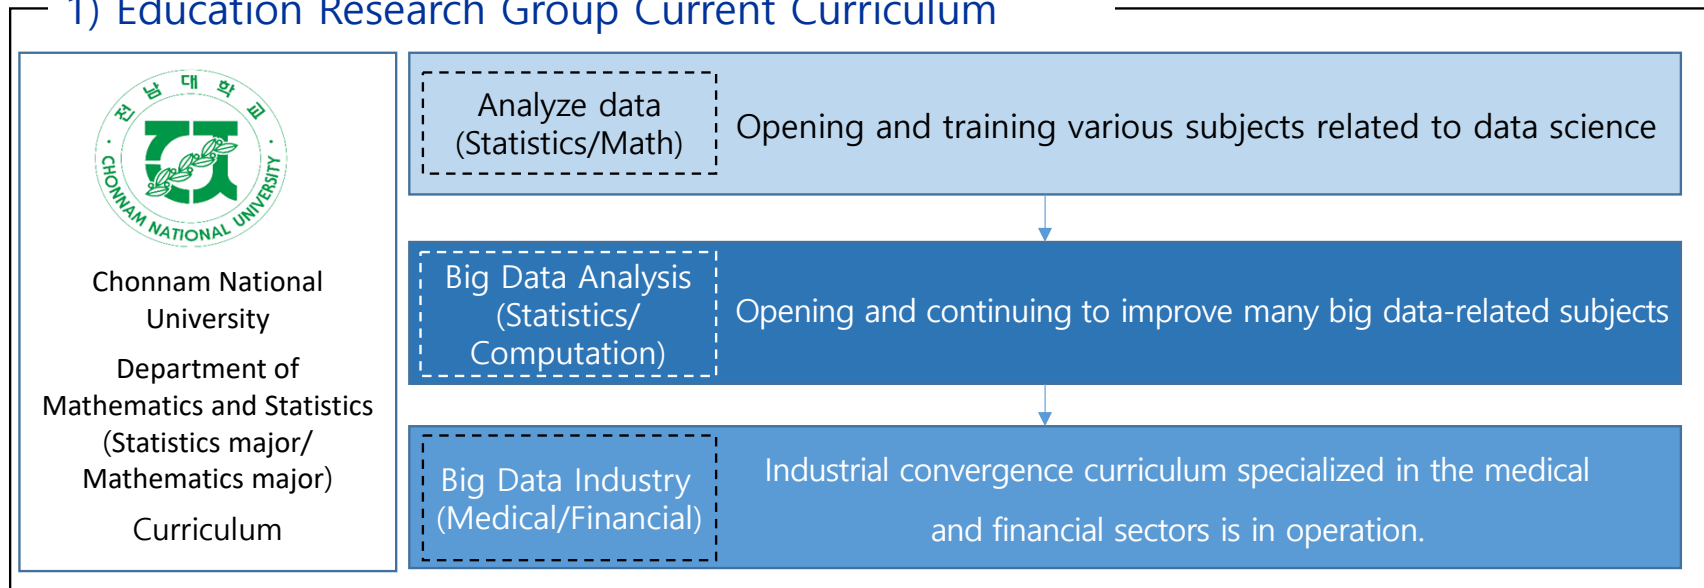 1) Education Research Group Current Curriculum
전남대학교
CHONNAM NATIONAL UNIVERSITY
Chonnam National
University
Department of
Mathematics and Statistics
(Statistics major/
Mathematics major)
Curriculum
Analyze data
(Statistics/Math)
Opening and training various subjects related to data science
Big Data Analysis
(Statistics/
Computation)
Opening and continuing to improve many big data-related subjects
Big Data Industry
(Medical/Financial)
Industrial convergence curriculum specialized in the medical
and financial sectors is in operation.